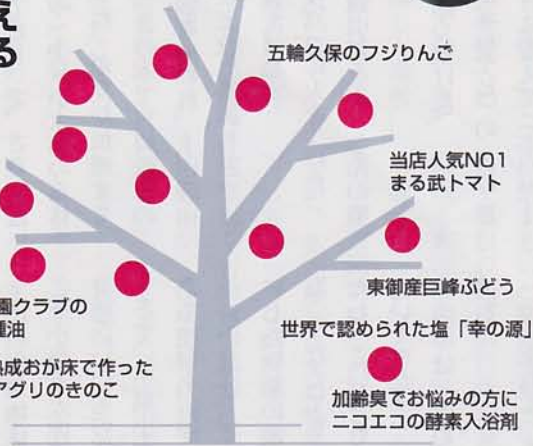 える
五輪久保のフジりんご
当店人気NO1
まる武トマト
東御産巨峰ぶどう
世界で認められた塩「幸の源」
加齢臭でお悩みの方に
ニコエコの酵素入浴剤
園クラブの
油
成おが床で作った
アグリのきのこ